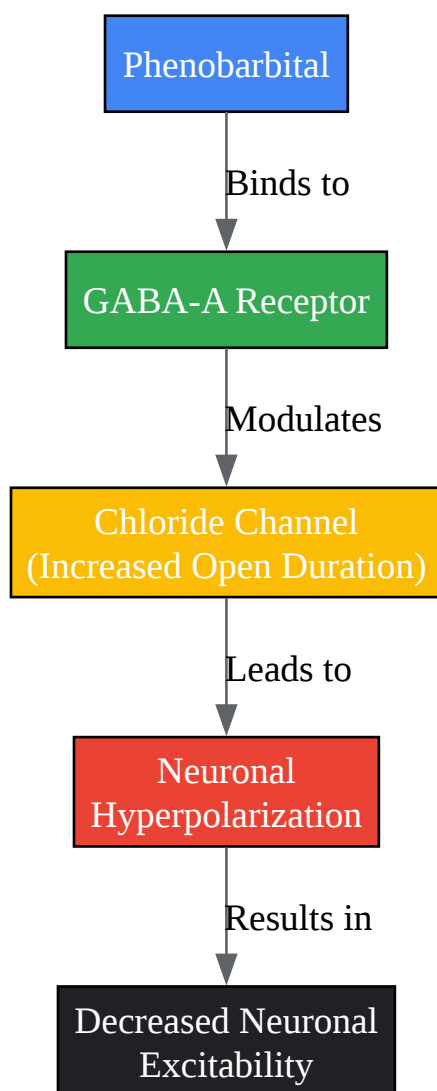 Phenobarbital
Binds to
GABA-A Receptor
Modulates
Chloride Channel
(Increased Open Duration)
Leads to
Neuronal
Hyperpolarization
Results in
Decreased Neuronal
Excitability